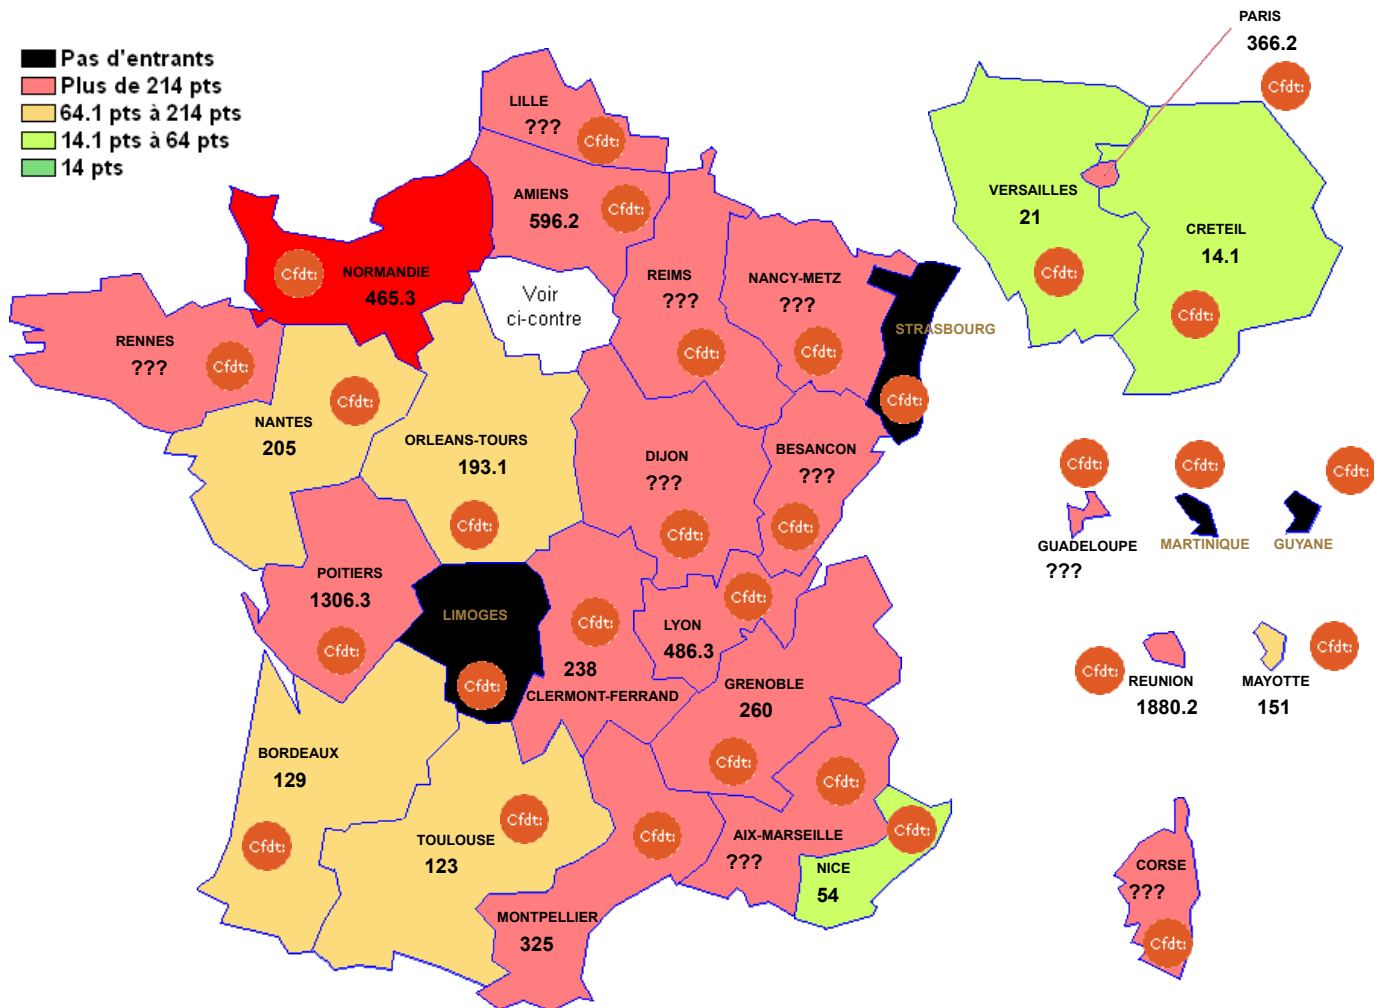 Pas d'entrants
Plus de 214 pts
64.1 pts à 214 pts
14.1 pts à 64 pts
14 pts
PARIS
366.2
Cfdt:
LILLE
???
Cfdt:
AMIENS
596.2
Cfdt:
VERSAILLES
21
Cfdt:
CRETEIL
14.1
Cfdt:
NORMANDIE
465.3
Cfdt:
Voir
ci-contre
REIMS
???
Cfdt:
NANCY-METZ
???
Cfdt:
STRASBOURG
Cfdt:
RENNES
???
Cfdt:
NANTES
205
Cfdt:
ORLEANS-TOURS
193.1
Cfdt:
DIJON
???
Cfdt:
BESANCON
???
Cfdt:
Cfdt:
GUADELOUPE
???
Cfdt:
MARTINIQUE
Cfdt:
GUYANE
POITIERS
1306.3
Cfdt:
LIMOGES
Cfdt:
Cfdt:
238
CLERMONT-FERRAND
Cfdt:
LYON
486.3
GRENOBLE
260
Cfdt:
Cfdt:
REUNION
1880.2
Cfdt:
MAYOTTE
151
BORDEAUX
129
Cfdt:
TOULOUSE
123
Cfdt:
Cfdt:
MONTPELLIER
325
Cfdt:
AIX-MARSEILLE
???
Cfdt:
NICE
54
CORSE
???
Cfdt: